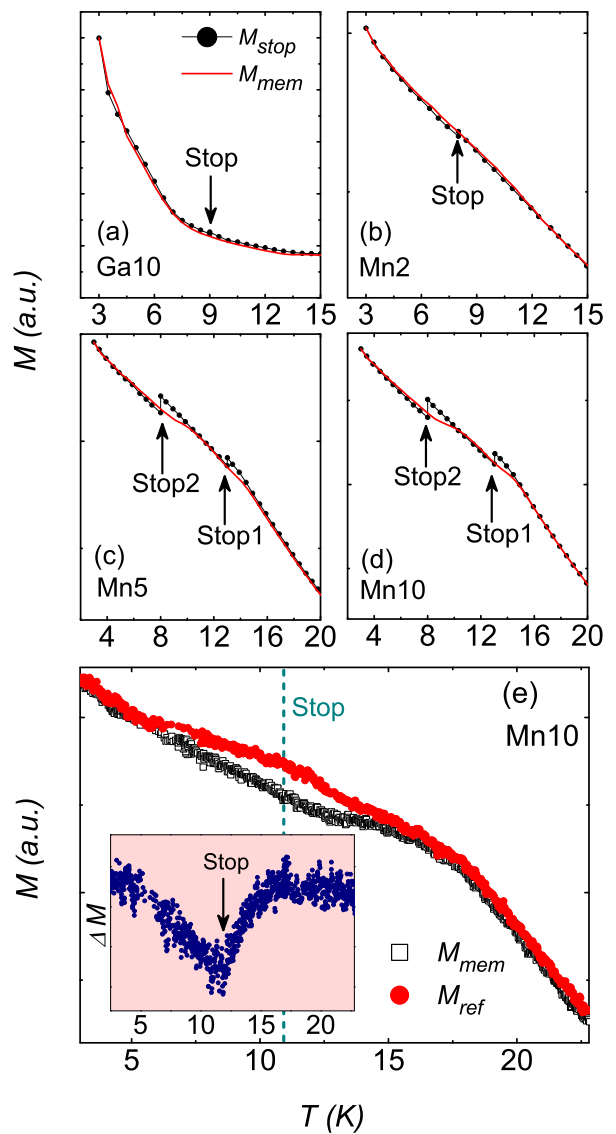 M_stop
M_mem
Stop
(a)
Ga10
3 6 9 12 15
Stop
(b)
Mn2
3 6 9 12 15
M (a.u.)
Stop2
Stop1
(c)
Mn5
4 8 12 16 20
Stop2
Stop1
(d)
Mn10
4 8 12 16 20
Stop
(e)
Mn10
M (a.u.)
Stop
ΔM
5 10 15 20
M_mem
M_ref
5 10 15 20
T (K)